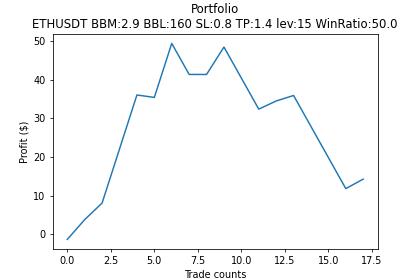 Portfolio
ETHUSDT BBM:2.9 BBL:160 SL:0.8 TP:1.4 lev:15 WinRatio:50.0
50
40
30
20
10
0
Profit ($)
0.0 2.5 5.0 7.5 10.0 12.5 15.0 17.5
Trade counts